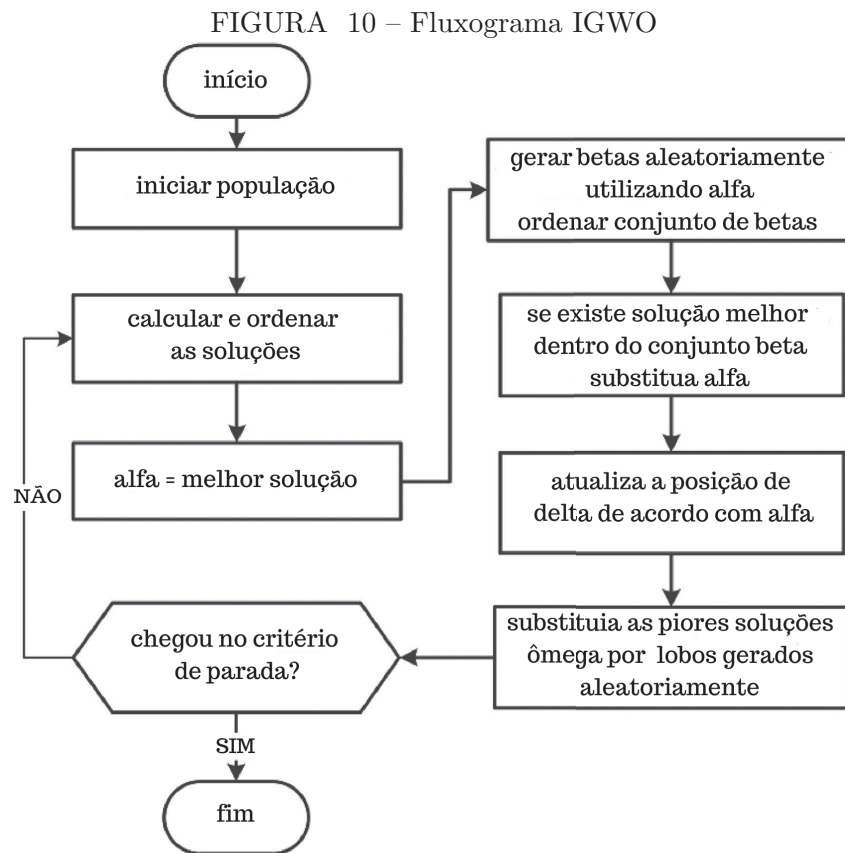 FIGURA 10 – Fluxograma IGWO
início
iniciar população
calcular e ordenar
as soluções
alfa = melhor solução
gerar betas aleatoriamente
utilizando alfa
ordenar conjunto de betas
se existe solução melhor
dentro do conjunto beta
substitua alfa
atualiza a posição de
delta de acordo com alfa
substituia as piores soluções
ômega por lobos gerados
aleatoriamente
chegou no critério
de parada?
NÃO
SIM
fim